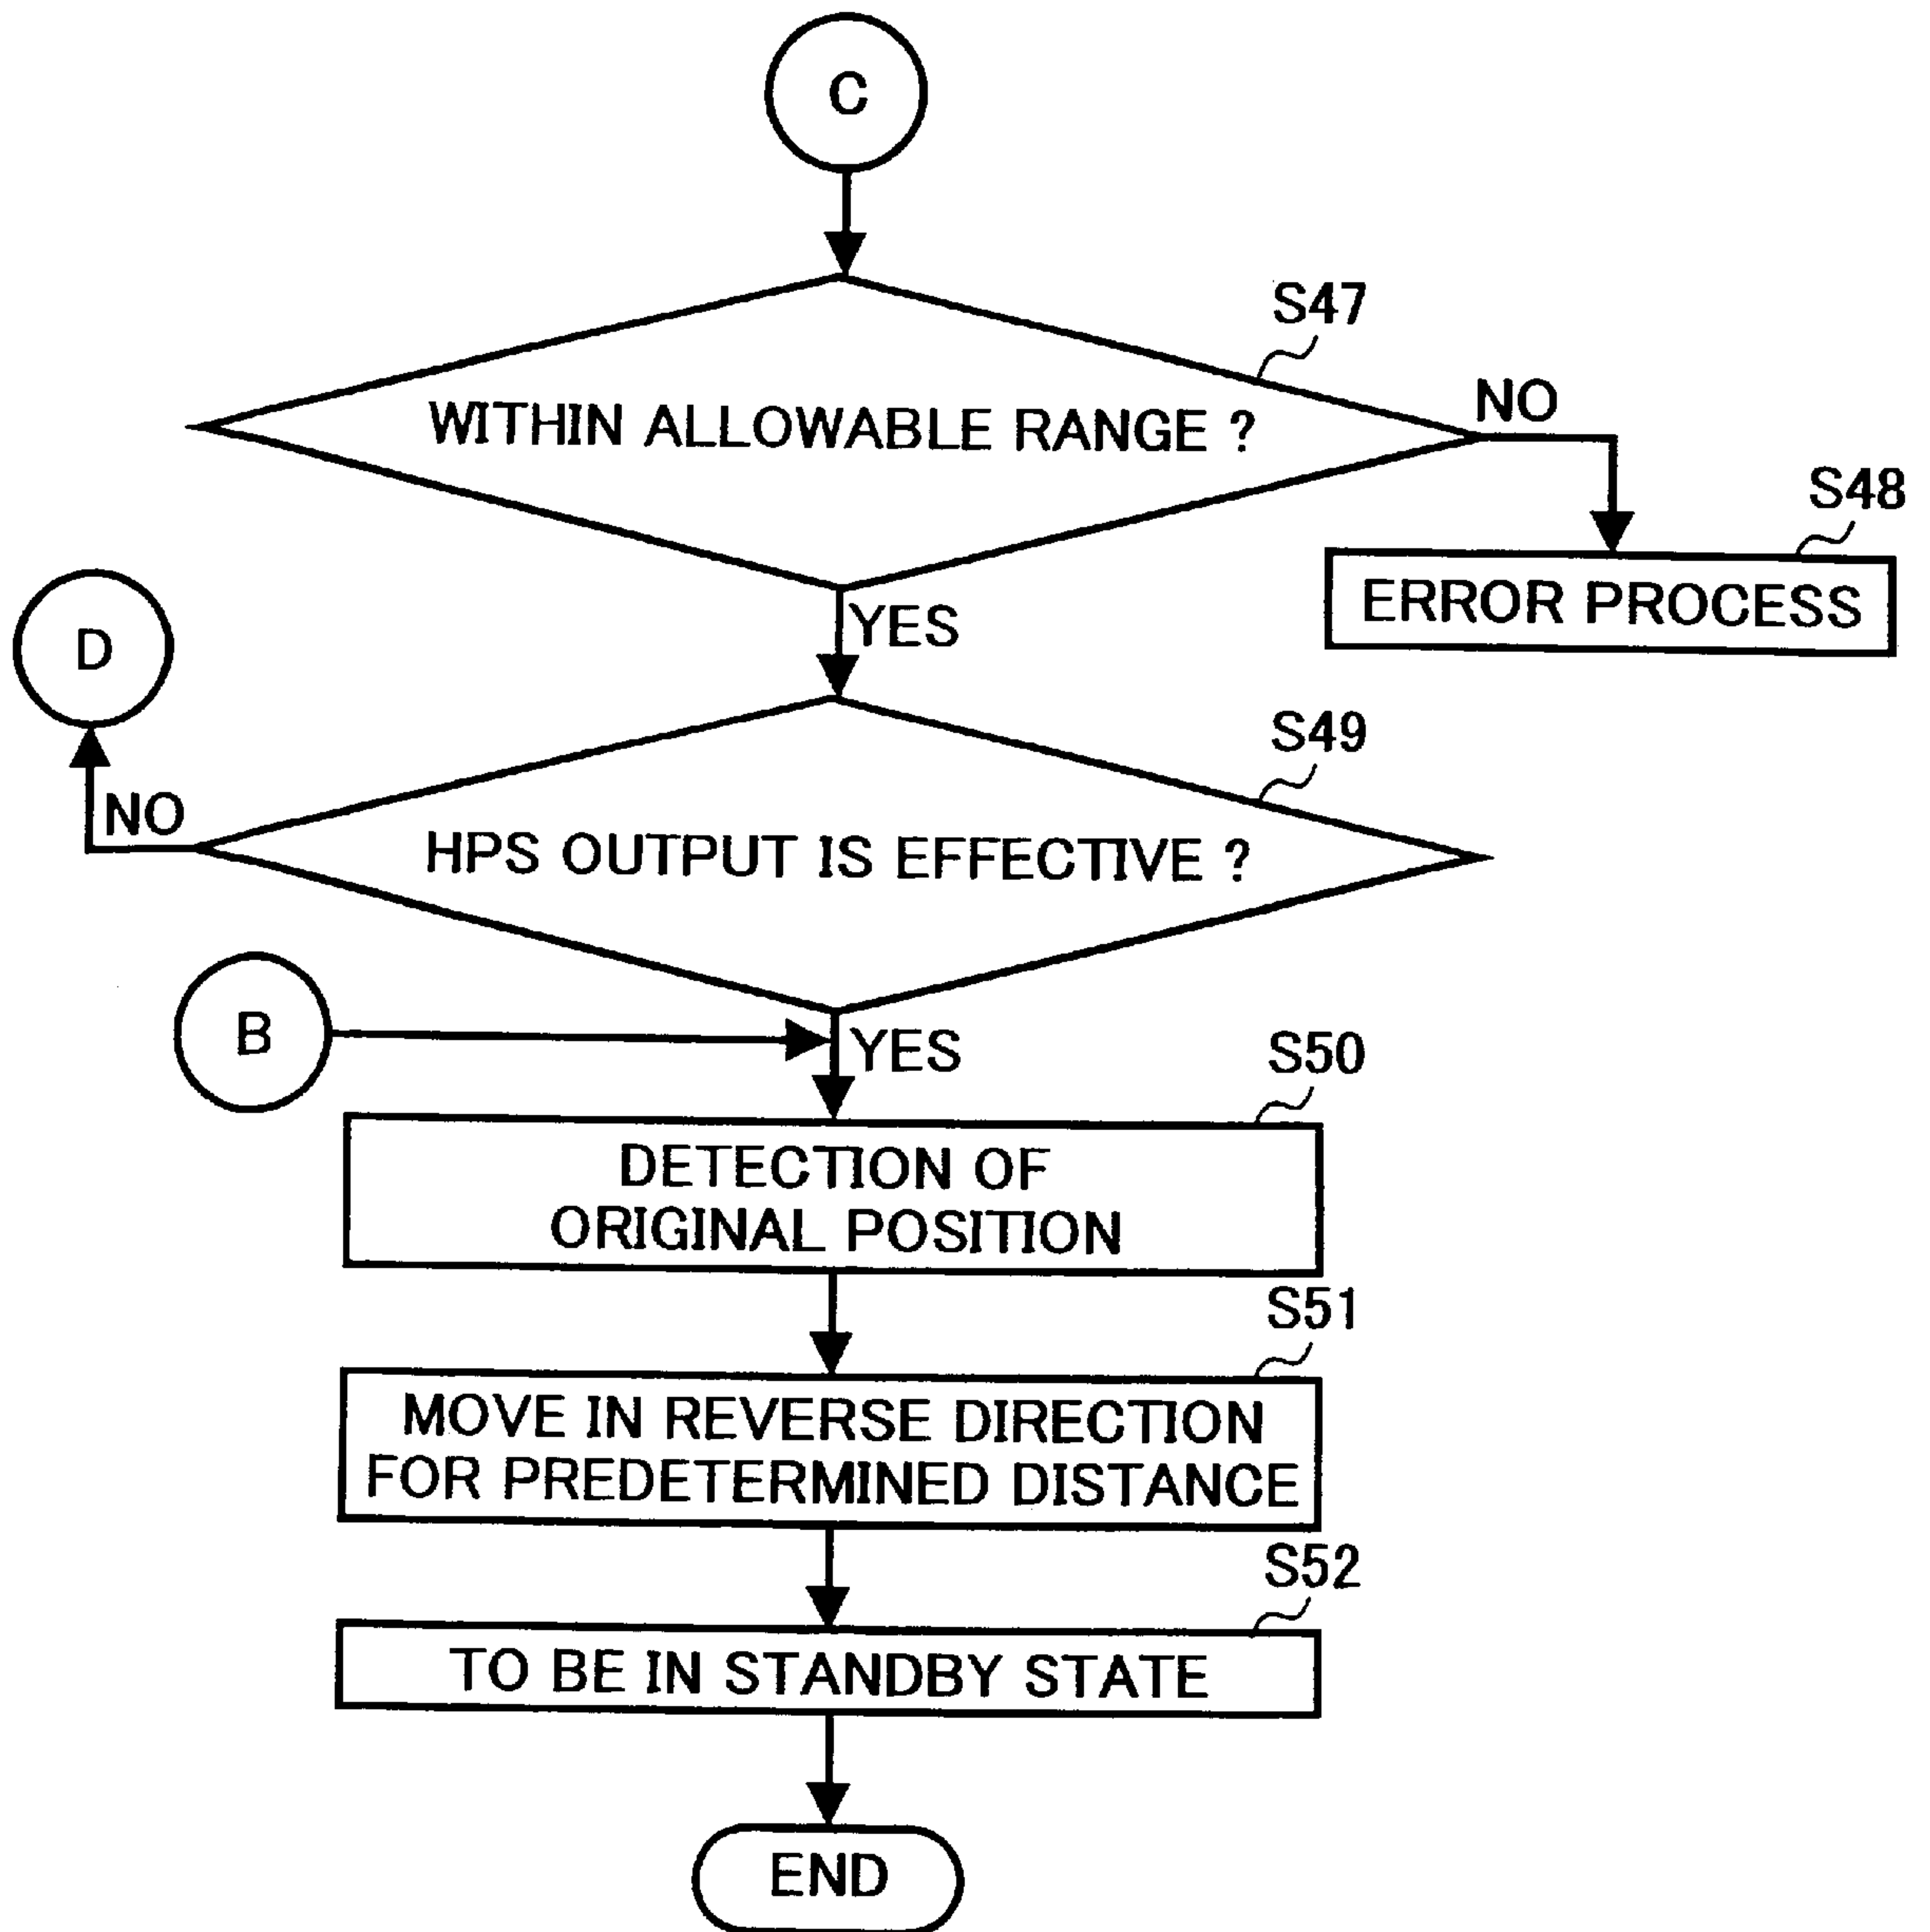 C
S47
WITHIN ALLOWABLE RANGE ?
NO
S48
ERROR PROCESS
YES
D
S49
NO
HPS OUTPUT IS EFFECTIVE ?
B
YES
S50
DETECTION OF
ORIGINAL POSITION
S51
MOVE IN REVERSE DIRECTION
FOR PREDETERMINED DISTANCE
S52
TO BE IN STANDBY STATE
END